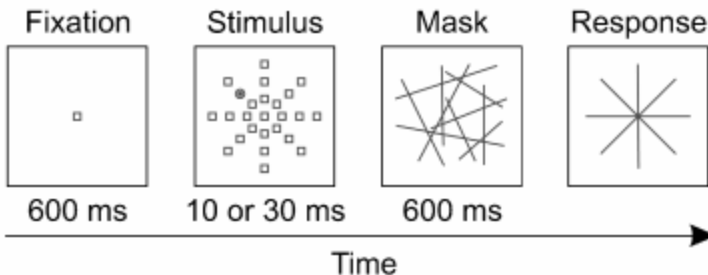 Fixation Stimulus Mask Response
600 ms 10 or 30 ms 600 ms
Time